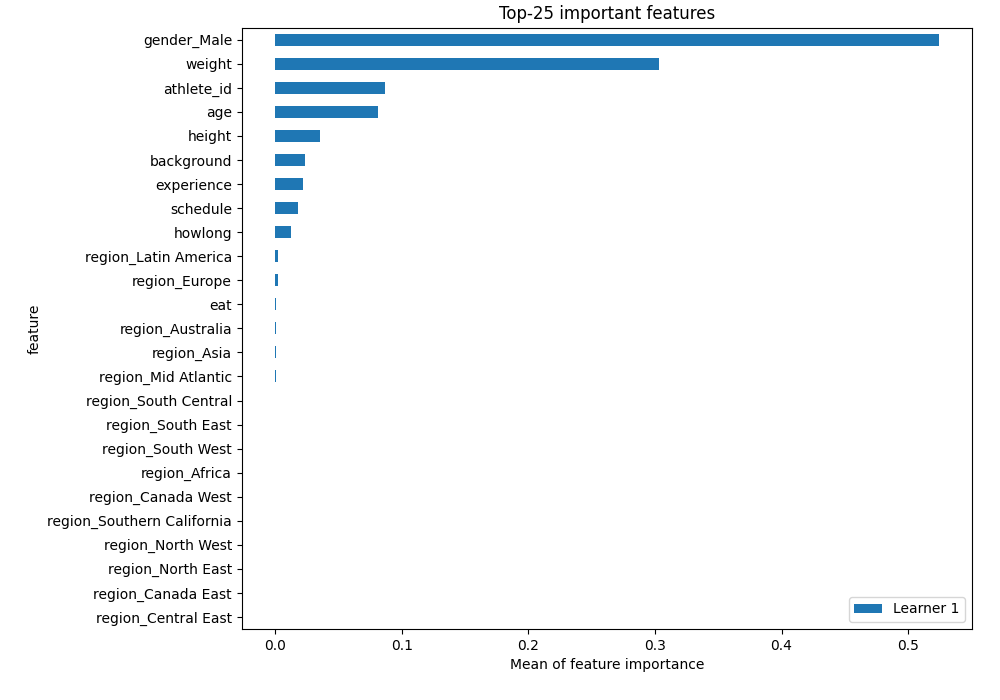 Top-25 important features
gender_Male
weight
athlete_id
age
height
background
experience
schedule
howlong
region_Latin America
region_Europe
eat
region_Australia
region_Asia
region_Mid Atlantic
region_South Central
region_South East
region_South West
region_Africa
region_Canada West
region_Southern California
region_North West
region_North East
region_Canada East
region_Central East
feature
Learner 1
0.0 0.1 0.2 0.3 0.4 0.5
Mean of feature importance